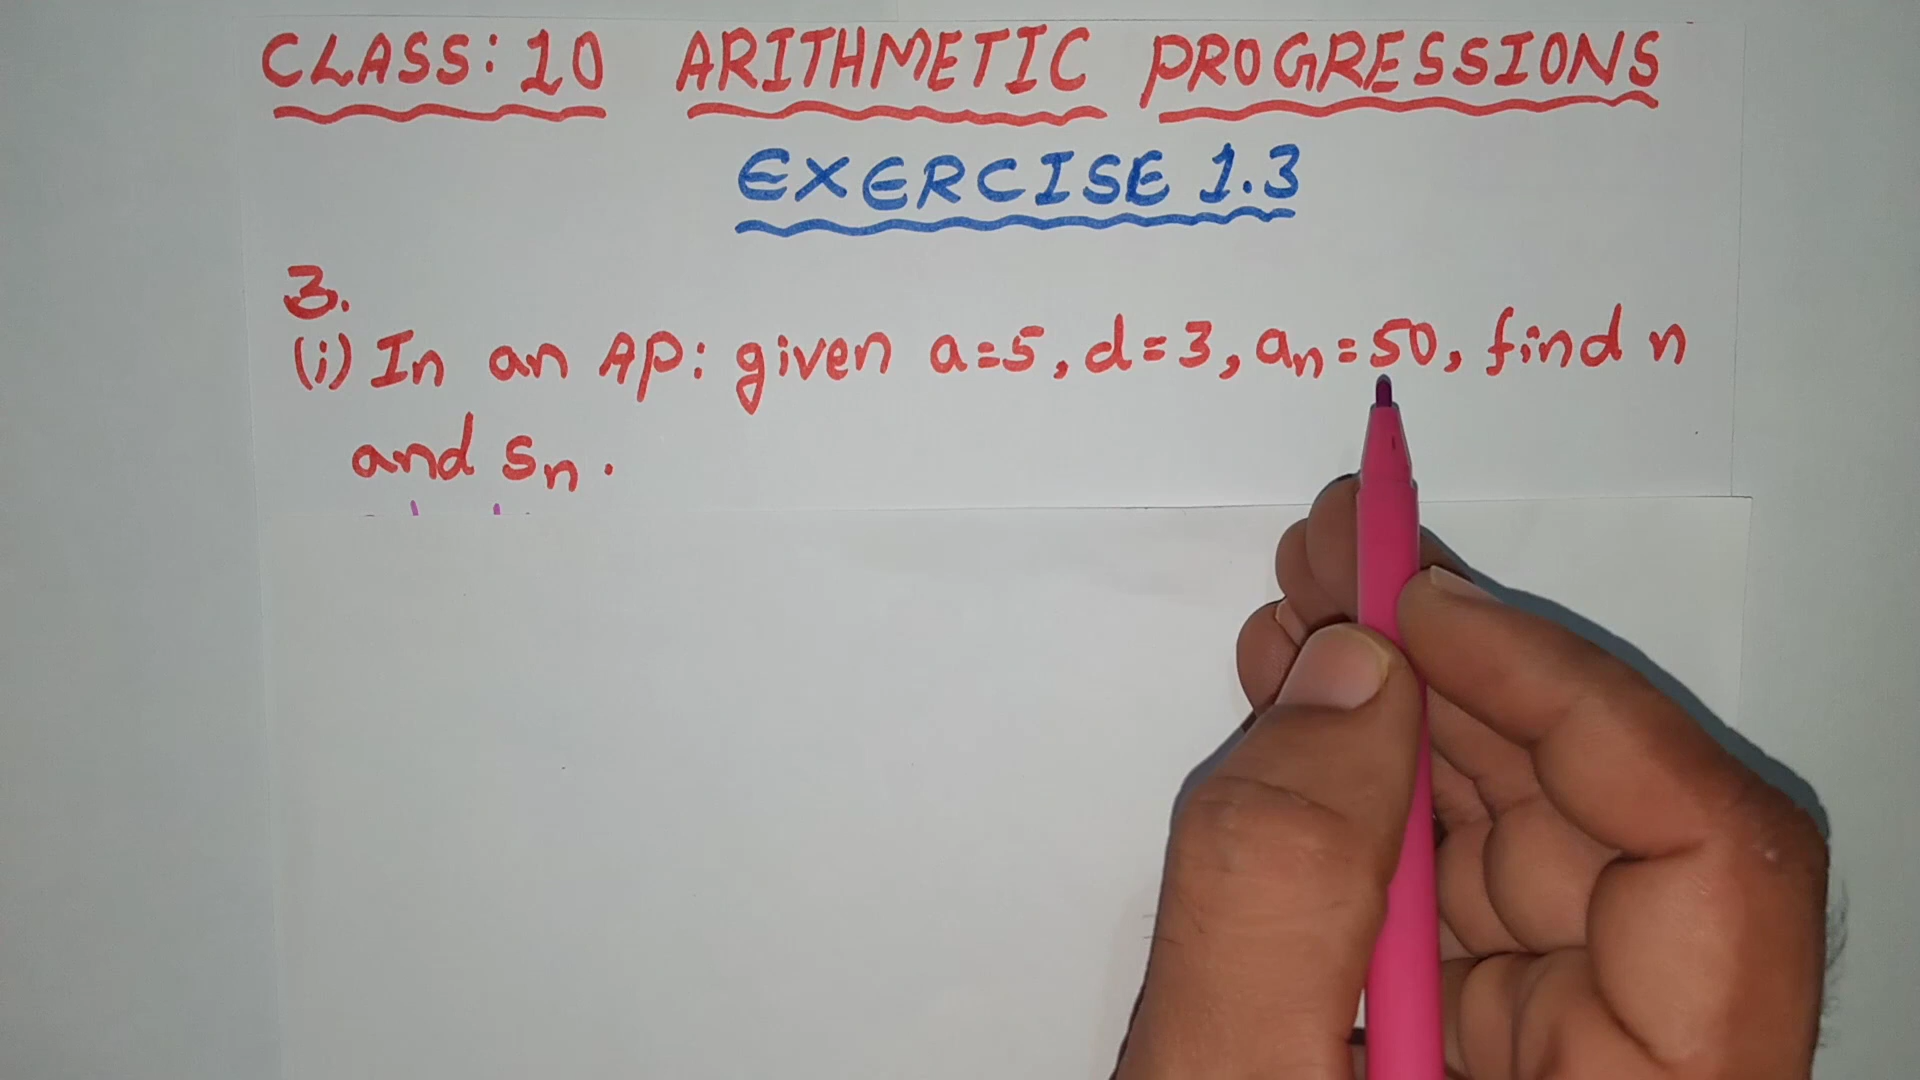 CLASS: 10 ARITHMETIC PROGRESSIONS
EXERCISE 1.3
3.
(i) In an AP: given a=5, d=3, an=50, find n
and Sn.